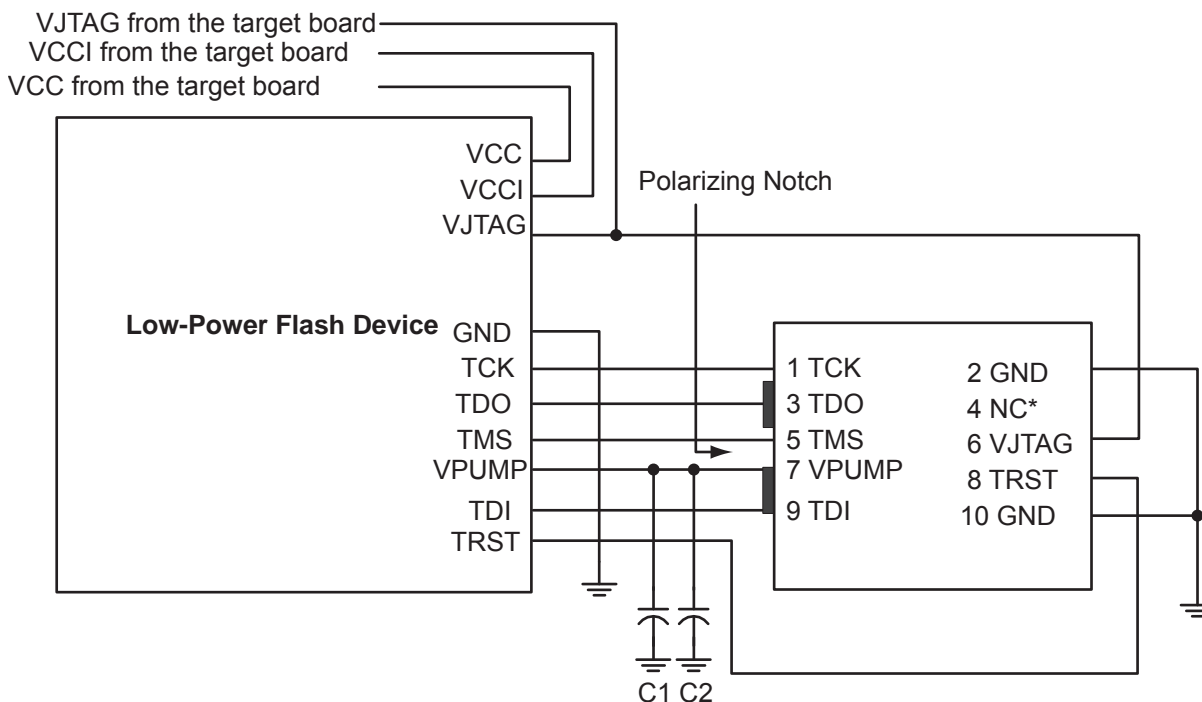 VJTAG from the target board
VCCI from the target board
VCC from the target board
VCC
VCCI
VJTAG
Polarizing Notch
Low-Power Flash Device
GND
TCK
TDO
TMS
VPUMP
TDI
TRST
1 TCK
3 TDO
5 TMS
7 VPUMP
9 TDI
2 GND
4 NC*
6 VJTAG
8 TRST
10 GND
C1 C2